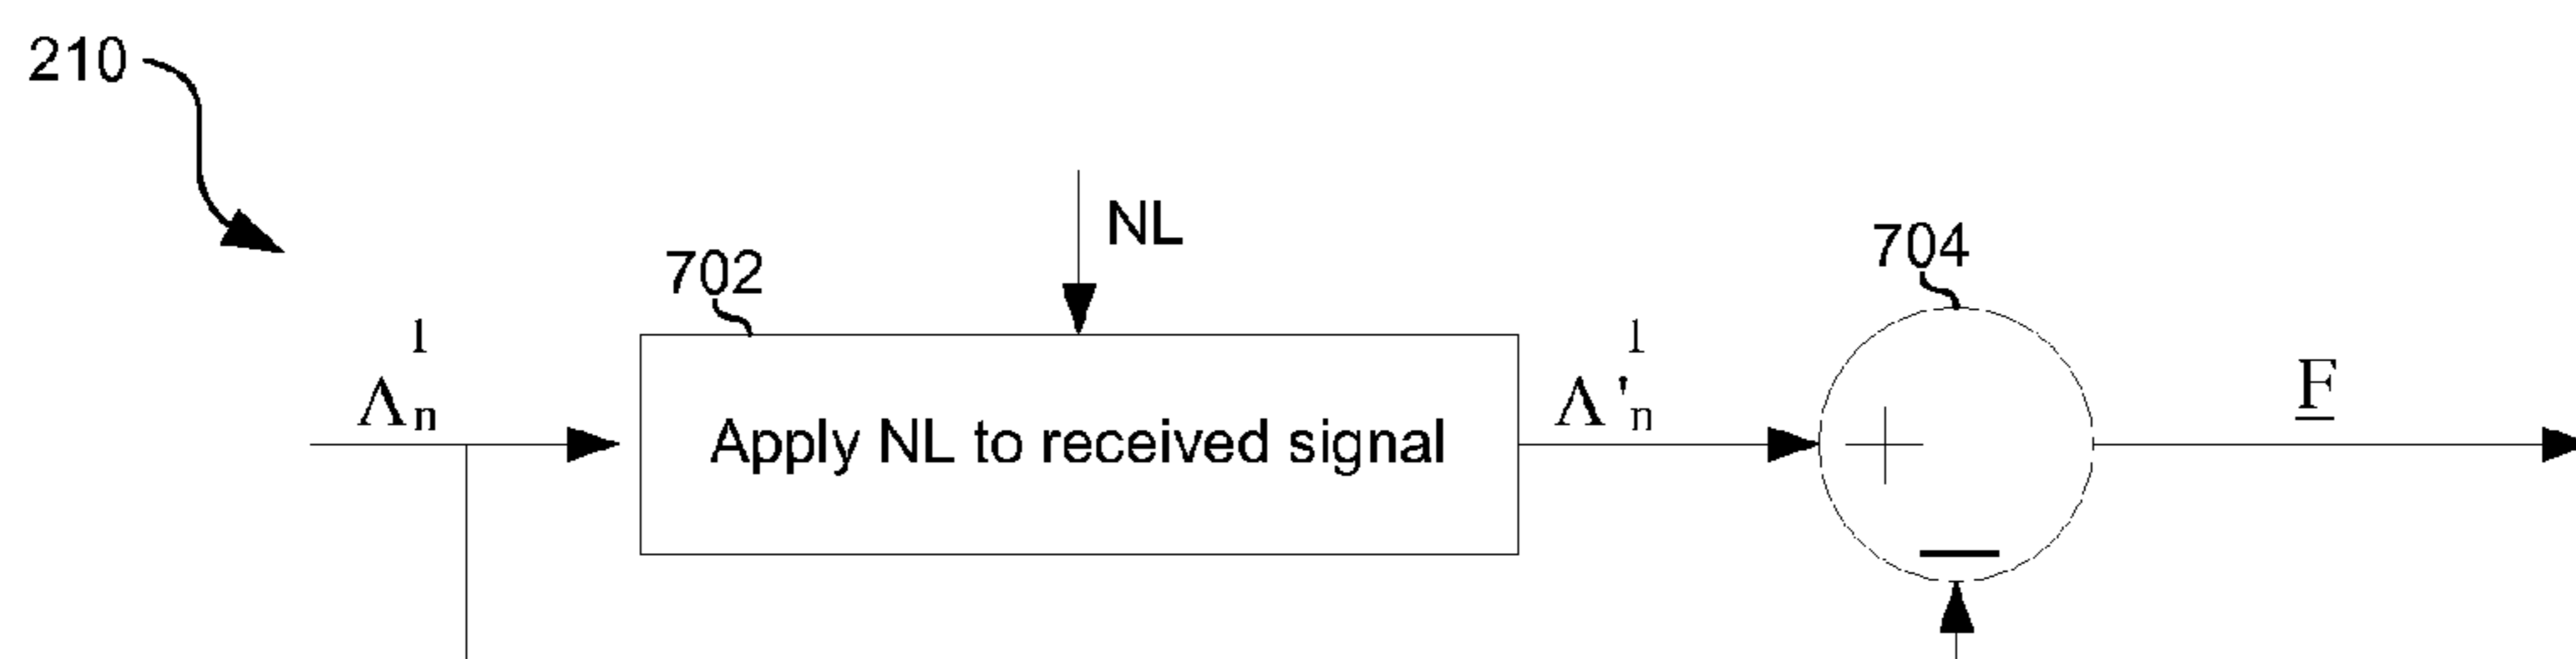 210
NL
702
704
Λn^1
Apply NL to received signal
Λ'n^1
+
F
−